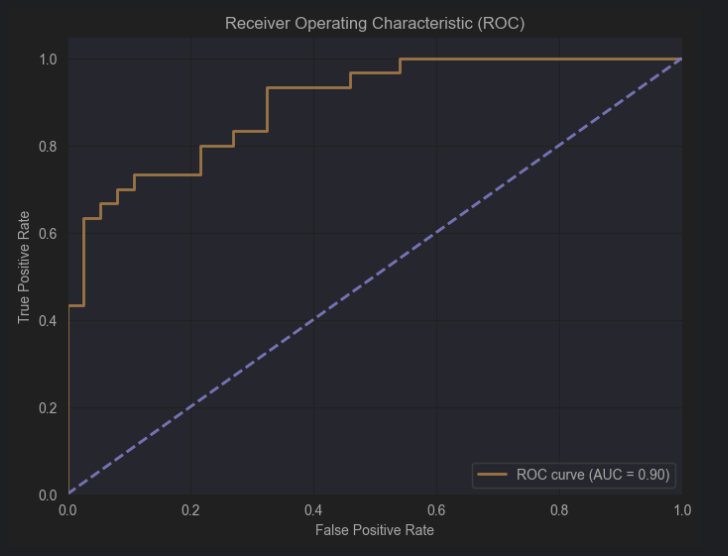 Receiver Operating Characteristic (ROC)
1.0
0.8
0.6
0.4
0.2
0.0
True Positive Rate
0.0 0.2 0.4 0.6 0.8 1.0
False Positive Rate
ROC curve (AUC = 0.90)